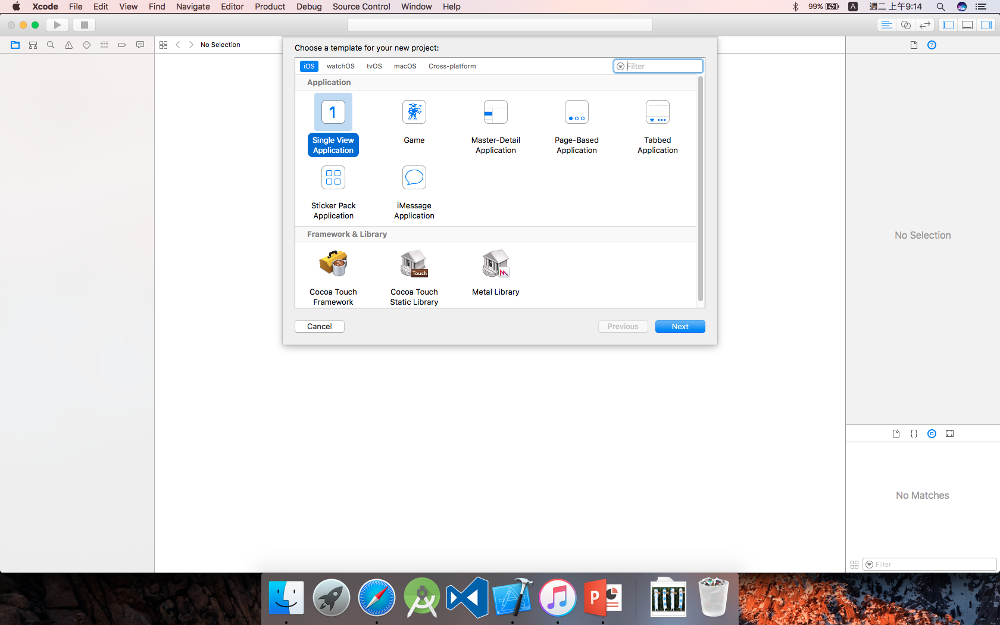 Xcode File Edit View Find Navigate Editor Product Debug Source Control Window Help 99% A 週二 上午9:14
No Selection
Choose a template for your new project:
iOS watchOS tvOS macOS Cross-platform Filter
Application
1
Single View Application
Game
Master-Detail Application
Page-Based Application
Tabbed Application
Sticker Pack Application
iMessage Application
Framework & Library
Touch
Cocoa Touch Framework
Cocoa Touch Static Library
Metal Library
Cancel Previous Next
No Selection
{ }
No Matches
Filter
P